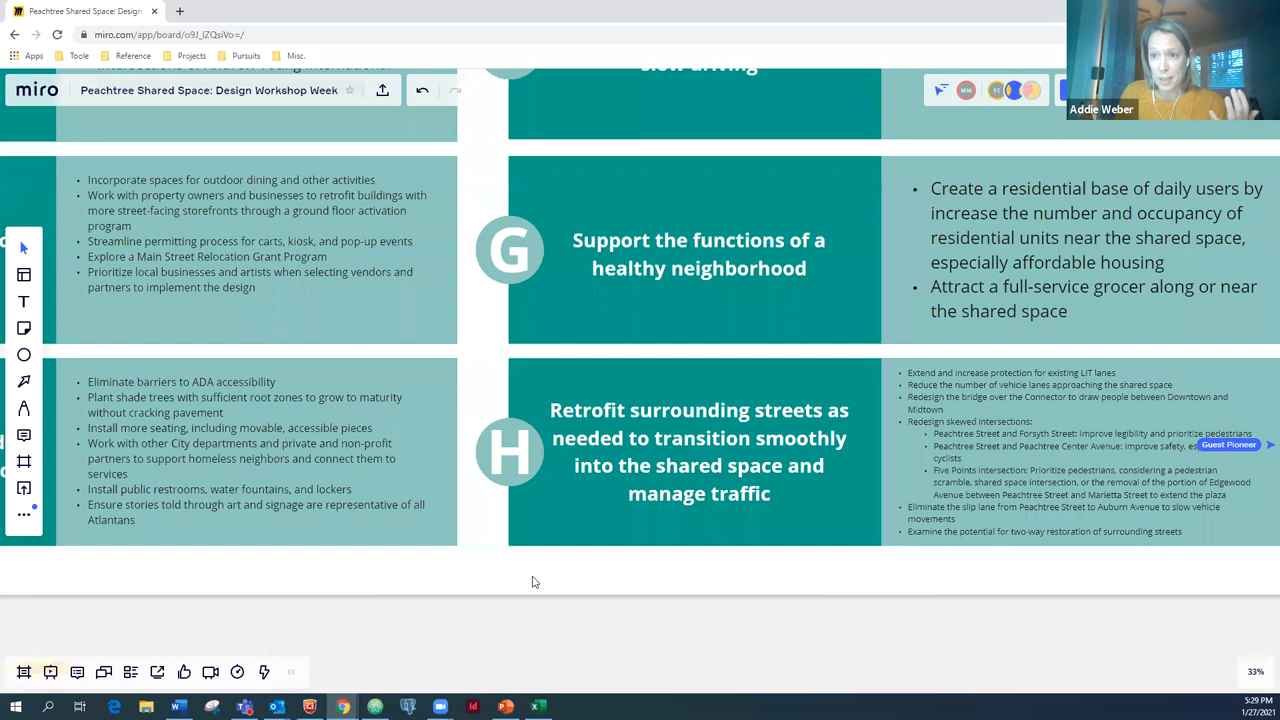 Peachtree Shared Space: Design
miro.com/app/board/o9J_lZQsiVo=/
Apps
Toole
Reference
Projects
Pursuits
Misc.
Addie Weber
miro
Peachtree Shared Space: Design Workshop Week
slow driving
Incorporate spaces for outdoor dining and other activities
Work with property owners and businesses to retrofit buildings with
more street-facing storefronts through a ground floor activation
program
Streamline permitting process for carts, kiosk, and pop-up events
Explore a Main Street Relocation Grant Program
Prioritize local businesses and artists when selecting vendors and
partners to implement the design
G
Support the functions of a
healthy neighborhood
Create a residential base of daily users by
increase the number and occupancy of
residential units near the shared space,
especially affordable housing
Attract a full-service grocer along or near
the shared space
Eliminate barriers to ADA accessibility
Plant shade trees with sufficient root zones to grow to maturity
without cracking pavement
Install more seating, including movable, accessible pieces
Work with other City departments and private and non-profit
partners to support homeless neighbors and connect them to
services
Install public restrooms, water fountains, and lockers
Ensure stories told through art and signage are representative of all
Atlantans
H
Retrofit surrounding streets as
needed to transition smoothly
into the shared space and
manage traffic
Extend and increase protection for existing LIT lanes
Reduce the number of vehicle lanes approaching the shared space
Redesign the bridge over the Connector to draw people between Downtown and
Midtown
Redesign skewed intersections:
Peachtree Street and Forsyth Street: Improve legibility and prioritize pedestrians
Peachtree Street and Peachtree Center Avenue: Improve safety,
cyclists
Guest Pioneer
Five Points intersection: Prioritize pedestrians, considering a pedestrian
scramble, shared space intersection, or the removal of the portion of Edgewood
Avenue between Peachtree Street and Marietta Street to extend the plaza
Eliminate the slip lane from Peachtree Street to Auburn Avenue to slow vehicle
movements
Examine the potential for two-way restoration of surrounding streets
33%
5:29 PM
1/27/2021